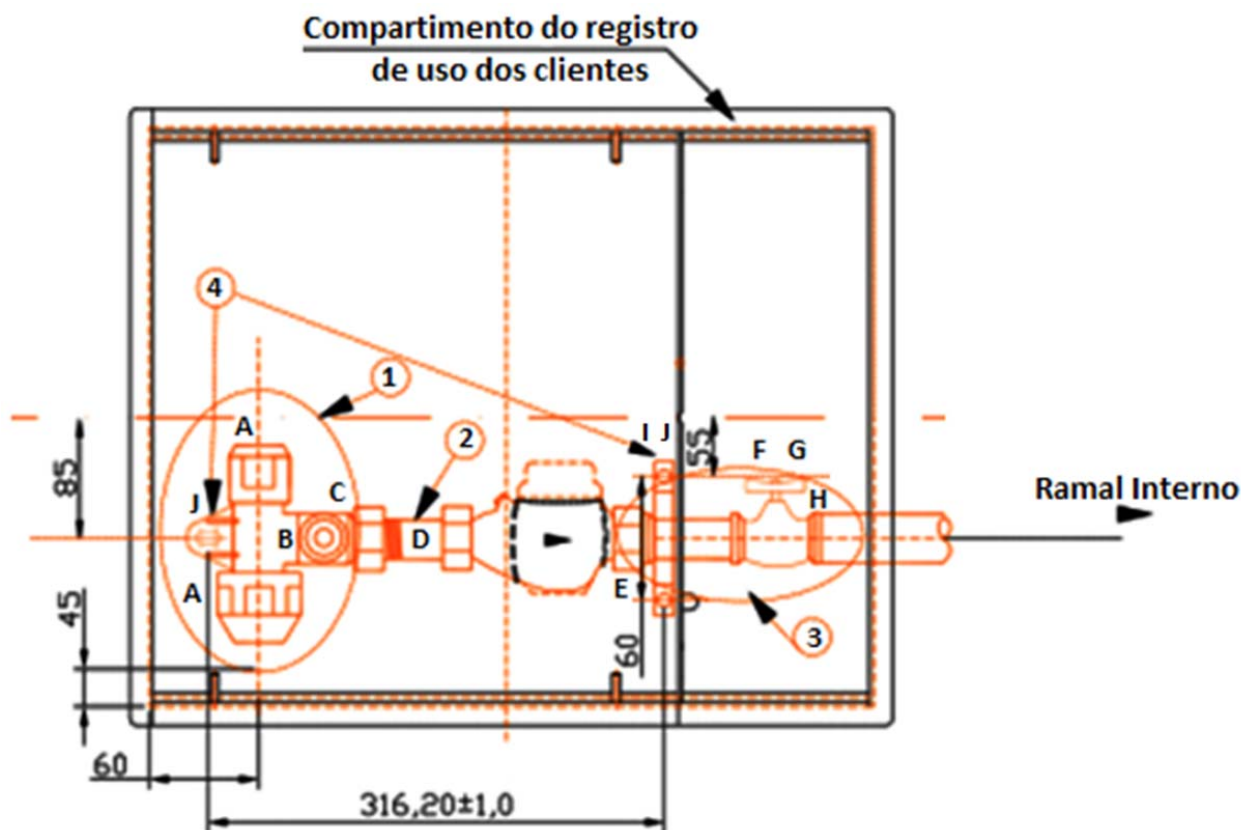 Compartimento do registro
de uso dos clientes
4
1
2
A
I J
55
F G
85
C
H
Ramal Interno
J
B
D
A
E
45
60
3
60
316,20±1,0